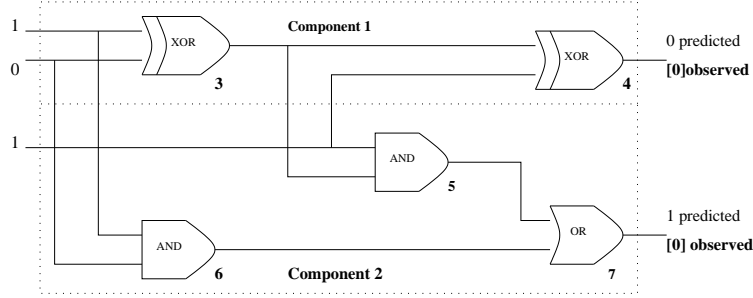 1
Component 1
XOR
XOR
0 predicted
0
3
4
[0]observed
1
AND
5
1 predicted
OR
AND
[0] observed
6
Component 2
7